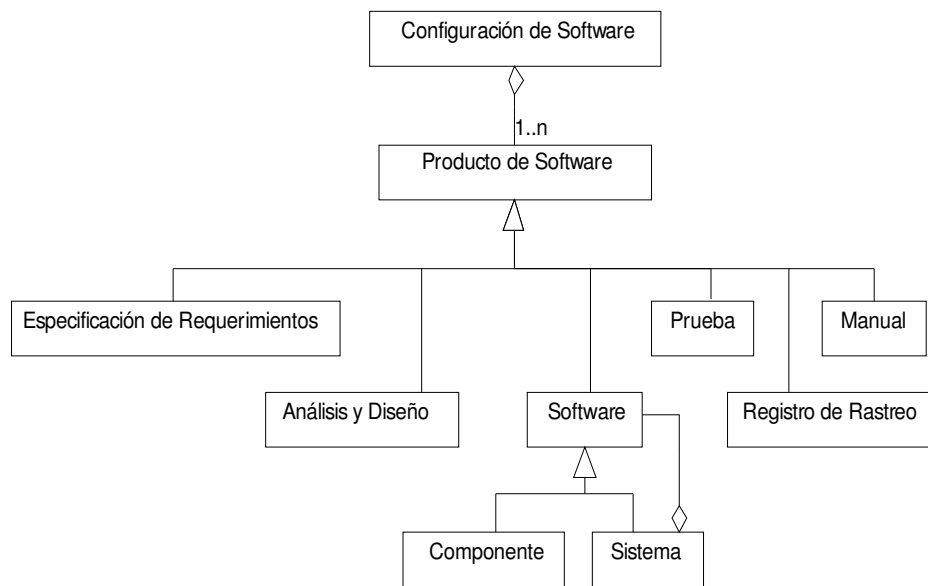 Configuración de Software
1..n
Producto de Software
Especificación de Requerimientos
Prueba
Manual
Análisis y Diseño
Software
Registro de Rastreo
Componente
Sistema